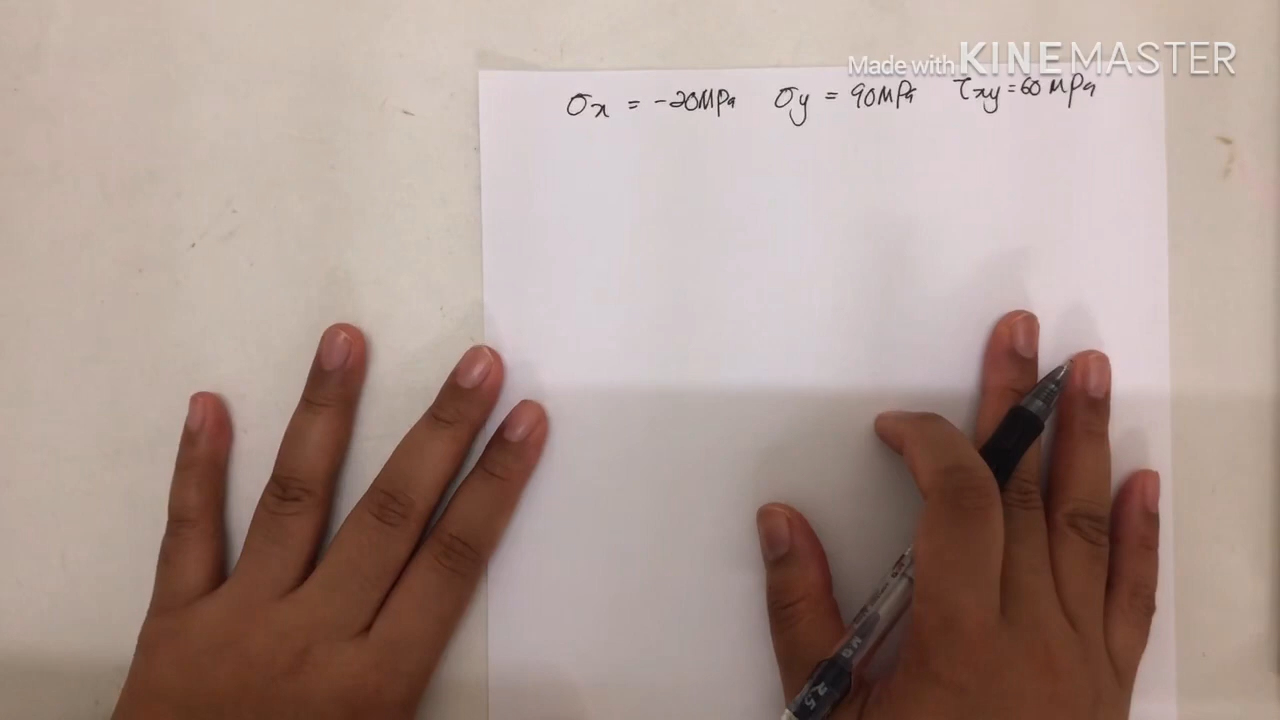 Made with KINEMASTER
σx = -20MPa σy = 90MPa τxy = 60 MPa
M&G